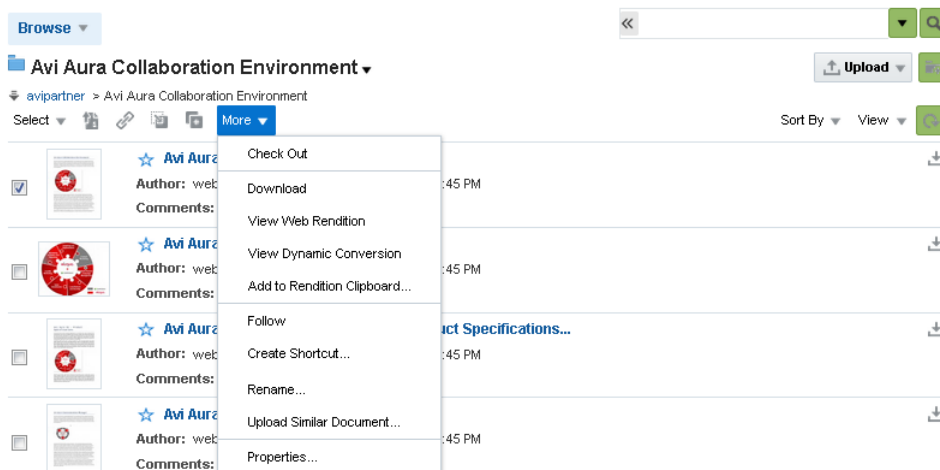 Browse
«
Avi Aura Collaboration Environment
Upload
avipartner > Avi Aura Collaboration Environment
Select
More
Sort By
View
Check Out
Download
View Web Rendition
View Dynamic Conversion
Add to Rendition Clipboard...
Follow
Create Shortcut...
Rename...
Upload Similar Document...
Properties...
Avi Aura
Author: web
:45 PM
Comments:
Avi Aura
Author: web
:45 PM
Comments:
Avi Aura
uct Specifications...
Author: web
:45 PM
Comments:
Avi Aura
Author: web
:45 PM
Comments: